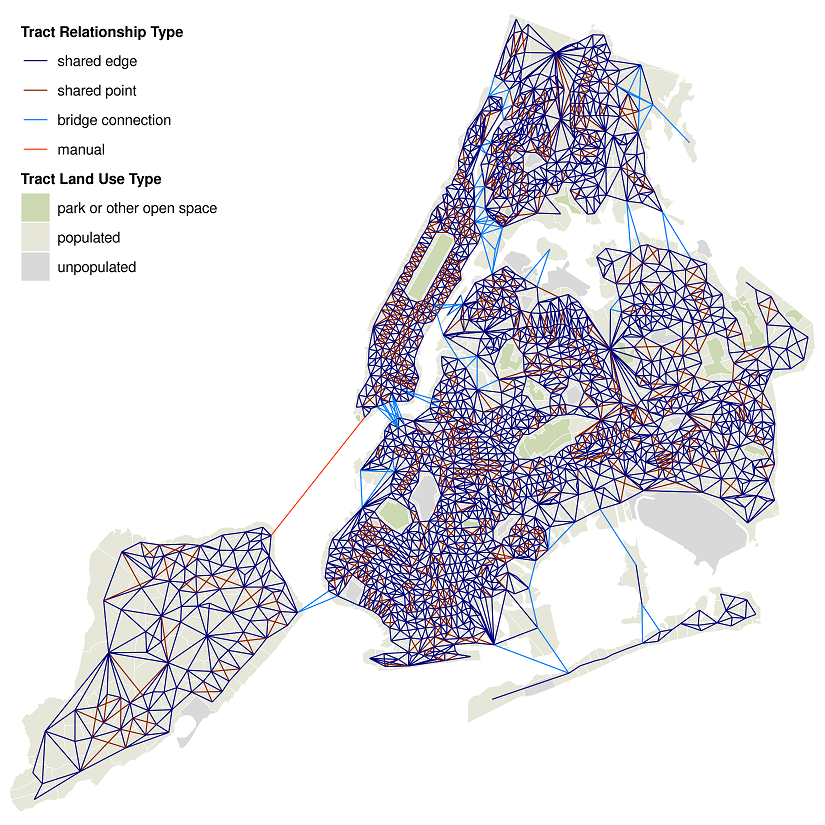 Tract Relationship Type
shared edge
shared point
bridge connection
manual
Tract Land Use Type
park or other open space
populated
unpopulated